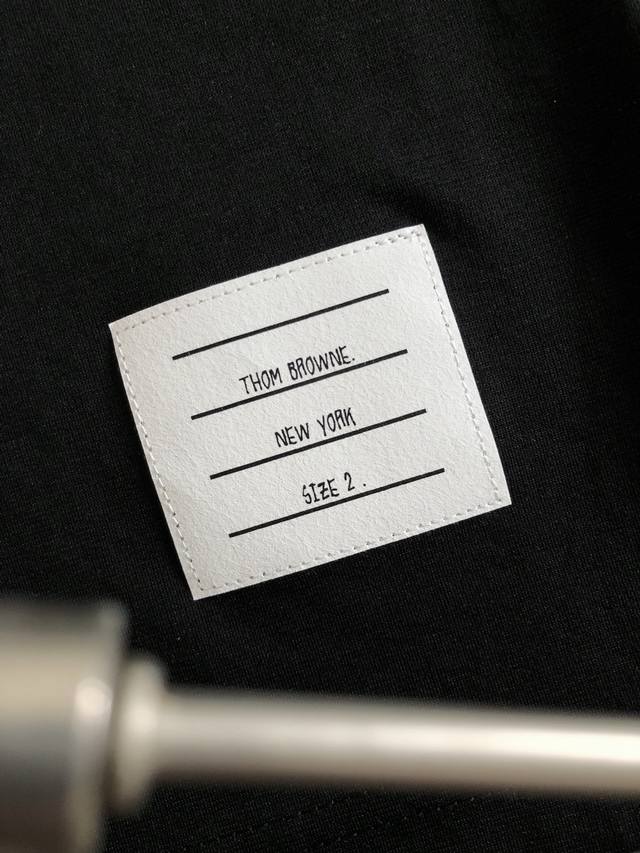 THOM BROWNE.
NEW YORK
SIZE 2 .